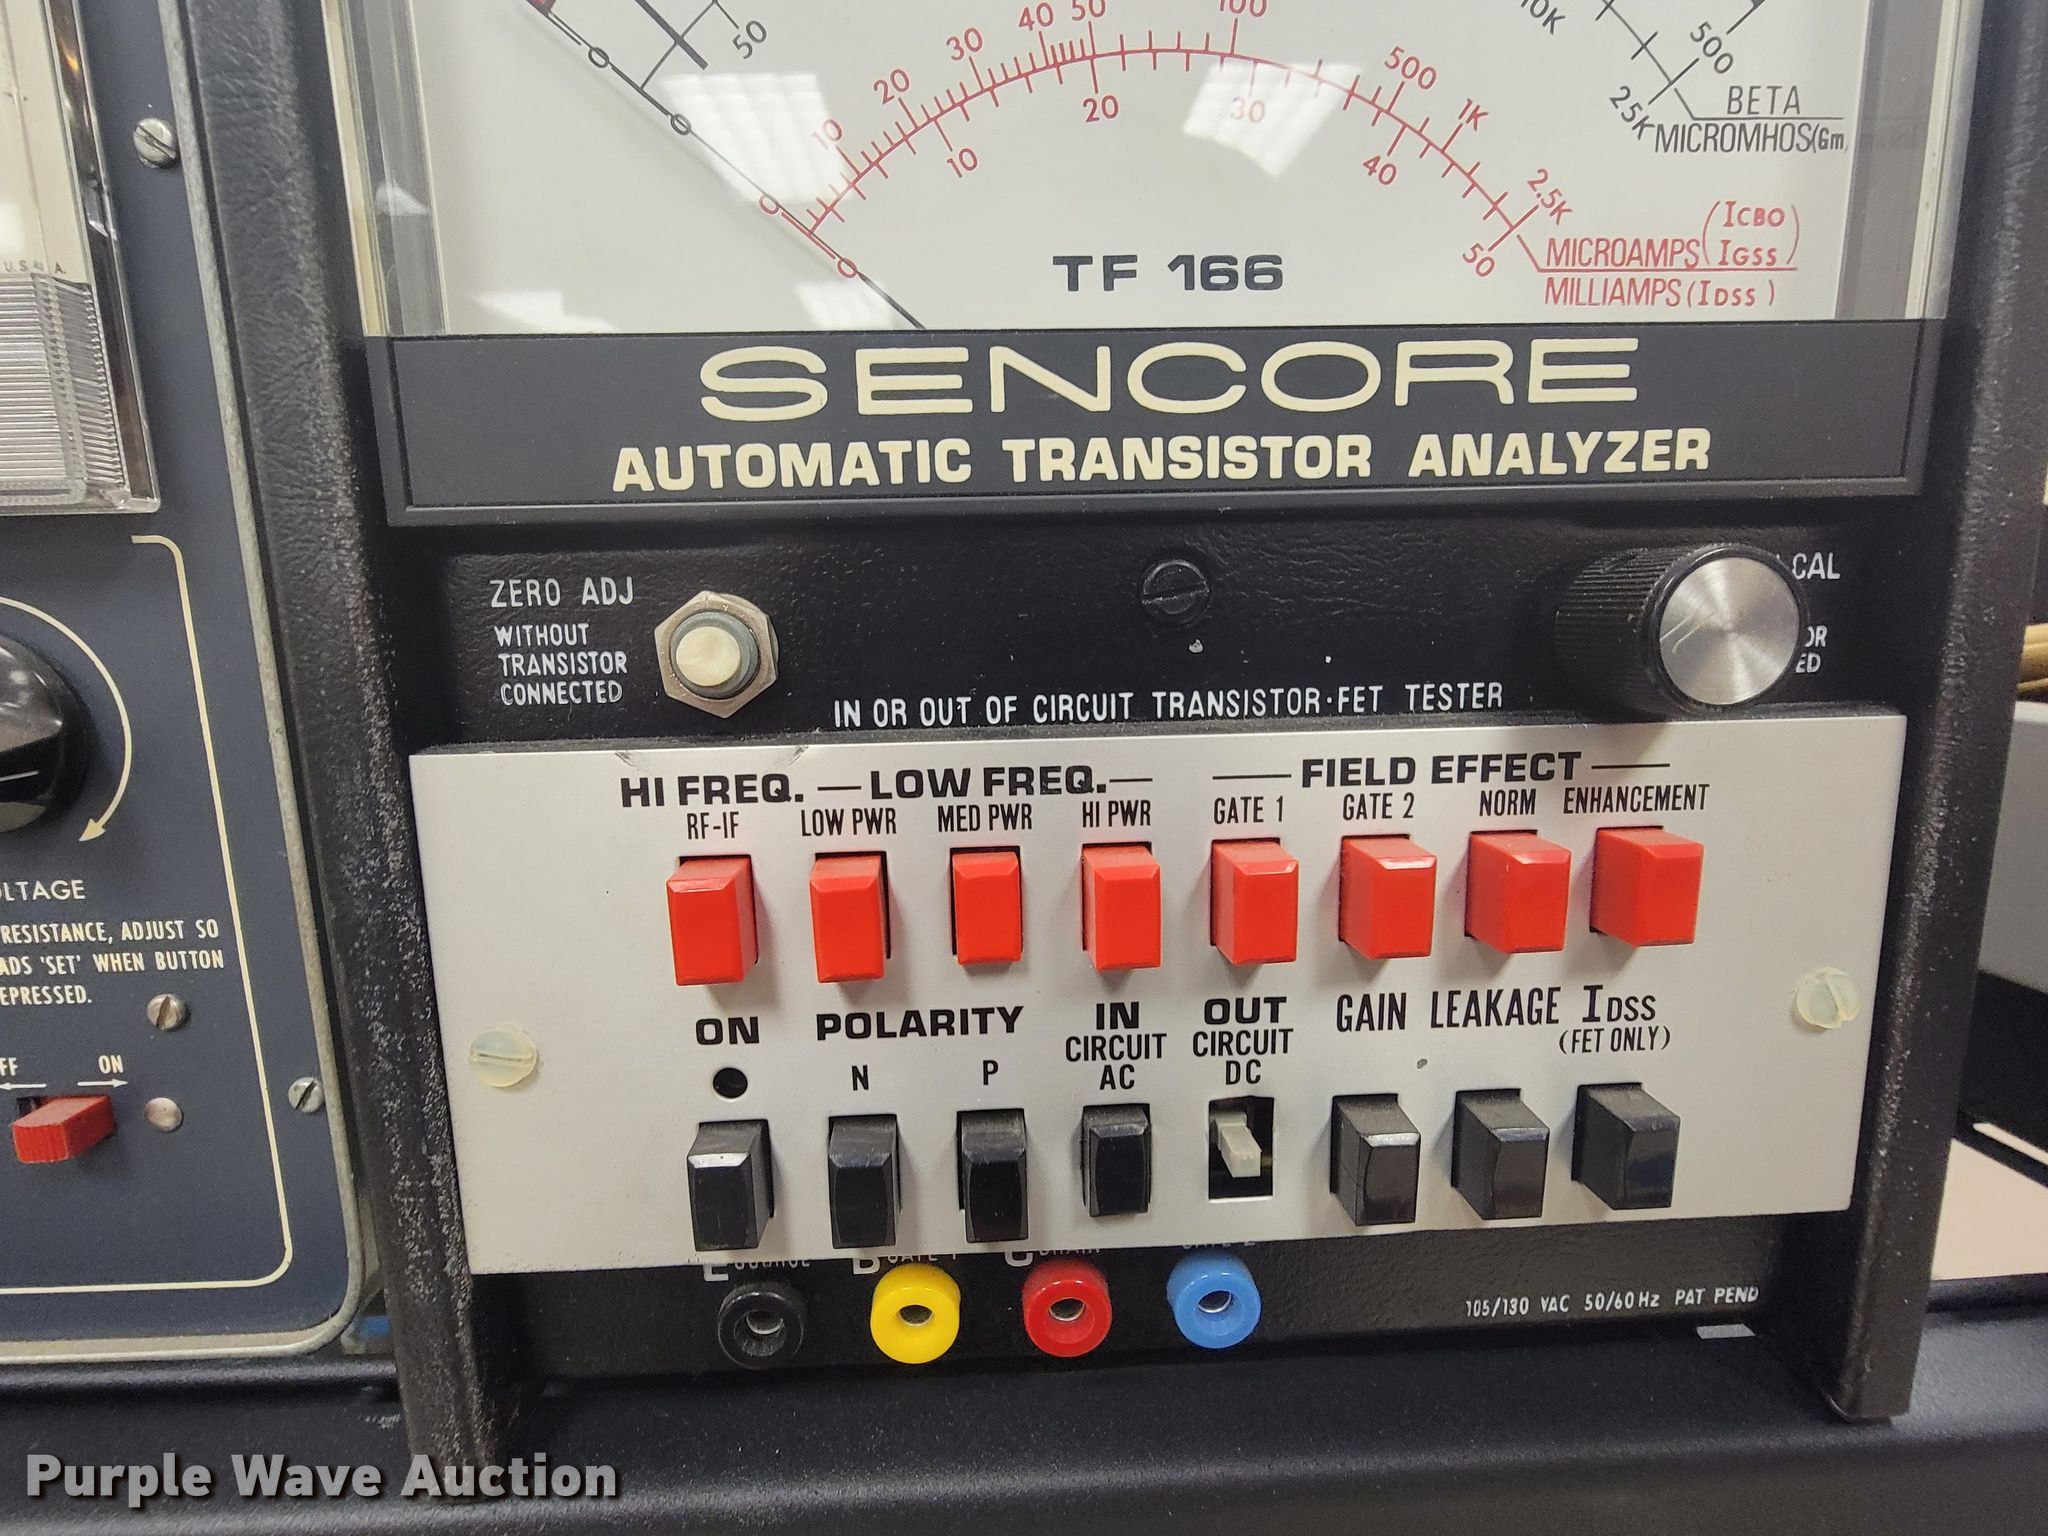 50
10 20 30 40 50 100 500 1K 2.5K
10 20 30 40 50
10K
25K
500
BETA
MICROMHOS(Gm
MICROAMPS (ICBO)
(IGSS)
MILLIAMPS (IDSS)
TF 166
SENCORE
AUTOMATIC TRANSISTOR ANALYZER
ZERO ADJ
WITHOUT
TRANSISTOR
CONNECTED
CAL
IN OR OUT OF CIRCUIT TRANSISTOR·FET TESTER
HI FREQ. —LOW FREQ.— —FIELD EFFECT—
RF-IF LOW PWR MED PWR HI PWR GATE 1 GATE 2 NORM ENHANCEMENT
ON POLARITY IN OUT GAIN LEAKAGE IDSS
CIRCUIT CIRCUIT (FET ONLY)
N P AC DC
105/130 VAC 50/60Hz PAT PEND
U.S. A.
RESISTANCE, ADJUST SO
'SET' WHEN BUTTON
ON
Purple Wave Auction